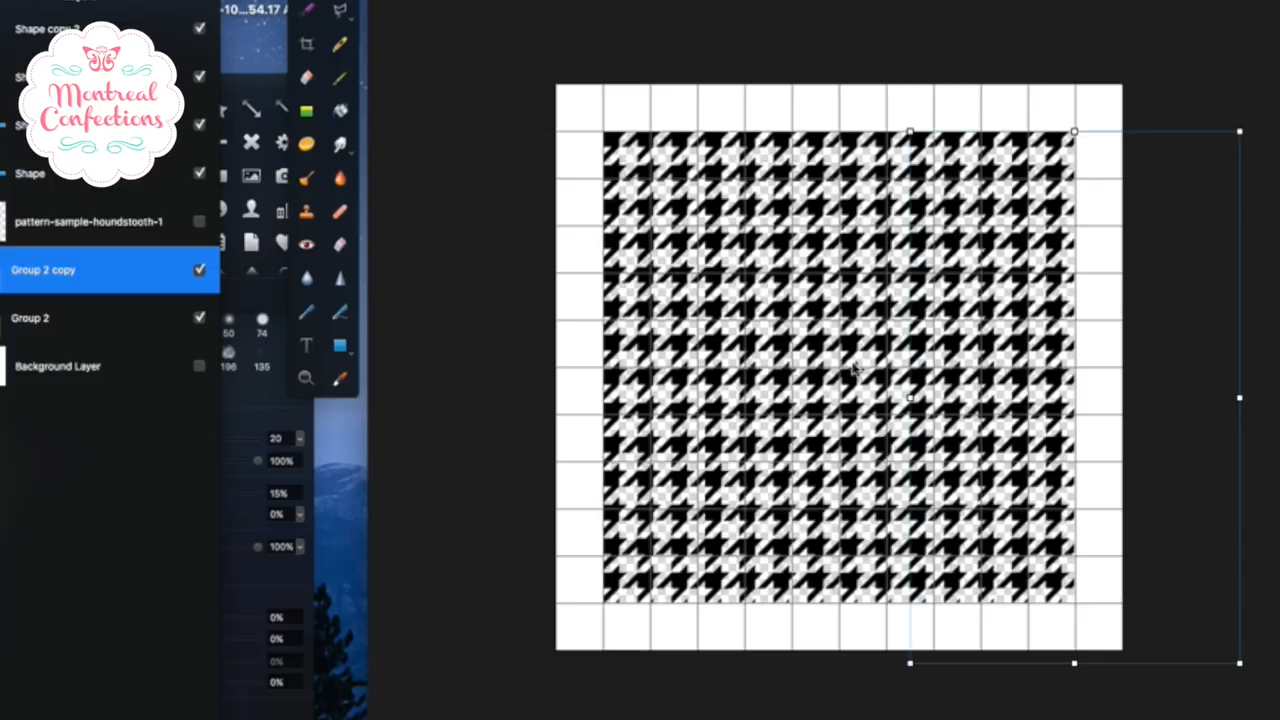 -10...54.17
Shape copy 2
Montreal
Confections
Shape
pattern-sample-houndstooth-1
Group 2 copy
Group 2
50
74
Background Layer
196
135
T
20
100%
15%
0%
100%
0%
0%
0%
0%